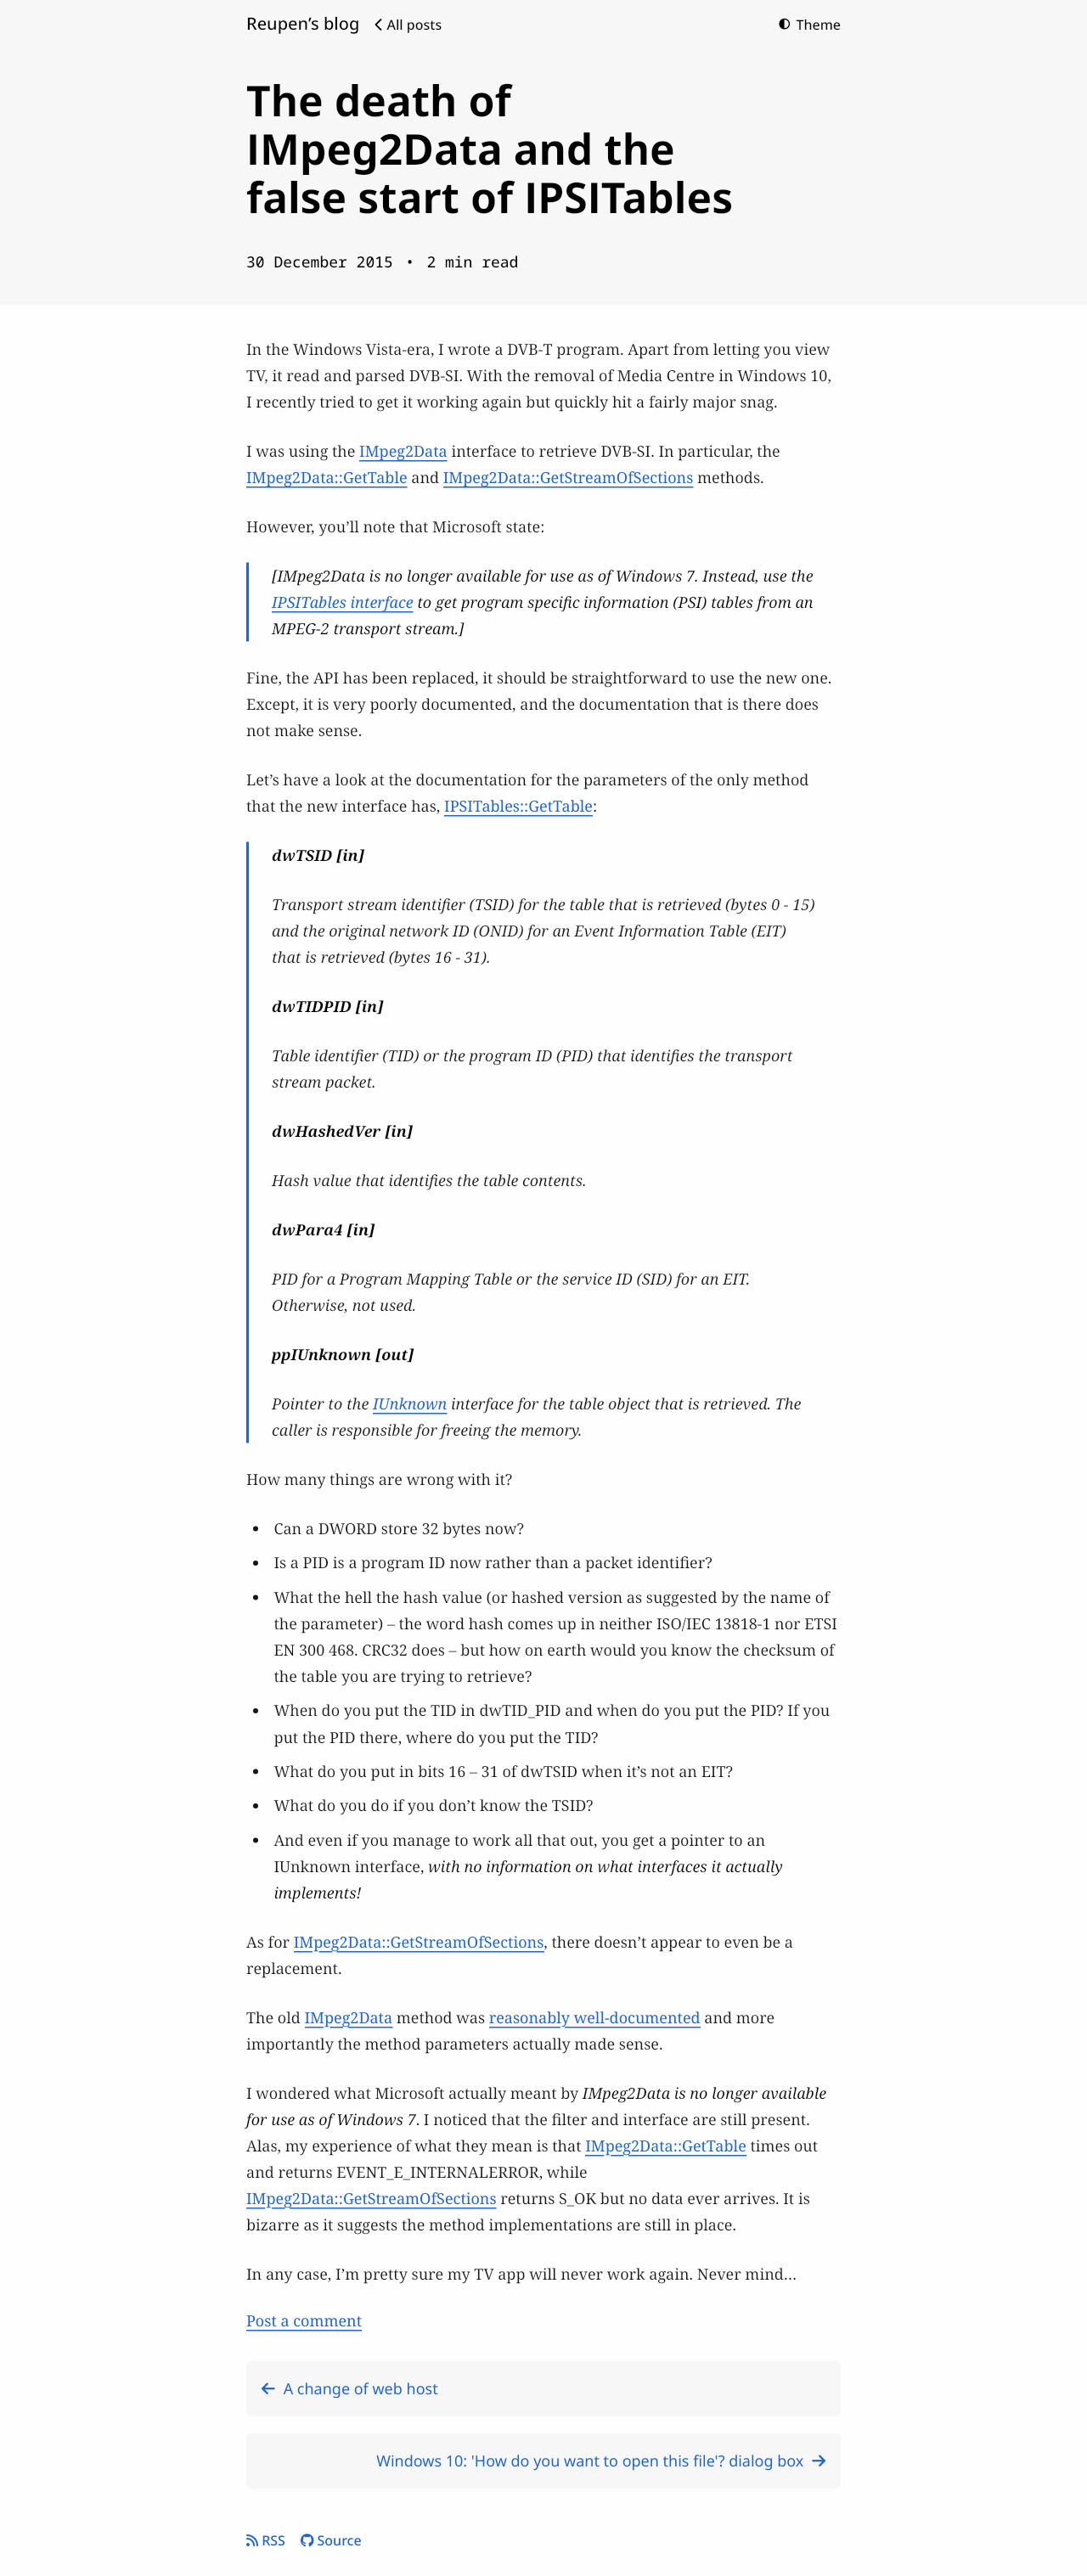 Reupen’s blog All posts Theme
The death of
IMpeg2Data and the
false start of IPSITables
30 December 2015 • 2 min read
In the Windows Vista-era, I wrote a DVB-T program. Apart from letting you view
TV, it read and parsed DVB-SI. With the removal of Media Centre in Windows 10,
I recently tried to get it working again but quickly hit a fairly major snag.
I was using the IMpeg2Data interface to retrieve DVB-SI. In particular, the
IMpeg2Data::GetTable and IMpeg2Data::GetStreamOfSections methods.
However, you’ll note that Microsoft state:
[IMpeg2Data is no longer available for use as of Windows 7. Instead, use the
IPSITables interface to get program specific information (PSI) tables from an
MPEG-2 transport stream.]
Fine, the API has been replaced, it should be straightforward to use the new one.
Except, it is very poorly documented, and the documentation that is there does
not make sense.
Let’s have a look at the documentation for the parameters of the only method
that the new interface has, IPSITables::GetTable:
dwTSID [in]
Transport stream identifier (TSID) for the table that is retrieved (bytes 0 - 15)
and the original network ID (ONID) for an Event Information Table (EIT)
that is retrieved (bytes 16 - 31).
dwTIDPID [in]
Table identifier (TID) or the program ID (PID) that identifies the transport
stream packet.
dwHashedVer [in]
Hash value that identifies the table contents.
dwPara4 [in]
PID for a Program Mapping Table or the service ID (SID) for an EIT.
Otherwise, not used.
ppIUnknown [out]
Pointer to the IUnknown interface for the table object that is retrieved. The
caller is responsible for freeing the memory.
How many things are wrong with it?
• Can a DWORD store 32 bytes now?
• Is a PID is a program ID now rather than a packet identifier?
• What the hell the hash value (or hashed version as suggested by the name of
the parameter) – the word hash comes up in neither ISO/IEC 13818-1 nor ETSI
EN 300 468. CRC32 does – but how on earth would you know the checksum of
the table you are trying to retrieve?
• When do you put the TID in dwTID_PID and when do you put the PID? If you
put the PID there, where do you put the TID?
• What do you put in bits 16 – 31 of dwTSID when it’s not an EIT?
• What do you do if you don’t know the TSID?
• And even if you manage to work all that out, you get a pointer to an
IUnknown interface, with no information on what interfaces it actually
implements!
As for IMpeg2Data::GetStreamOfSections, there doesn’t appear to even be a
replacement.
The old IMpeg2Data method was reasonably well-documented and more
importantly the method parameters actually made sense.
I wondered what Microsoft actually meant by IMpeg2Data is no longer available
for use as of Windows 7. I noticed that the filter and interface are still present.
Alas, my experience of what they mean is that IMpeg2Data::GetTable times out
and returns EVENT_E_INTERNALERROR, while
IMpeg2Data::GetStreamOfSections returns S_OK but no data ever arrives. It is
bizarre as it suggests the method implementations are still in place.
In any case, I’m pretty sure my TV app will never work again. Never mind…
Post a comment
← A change of web host
Windows 10: 'How do you want to open this file'? dialog box →
RSS Source